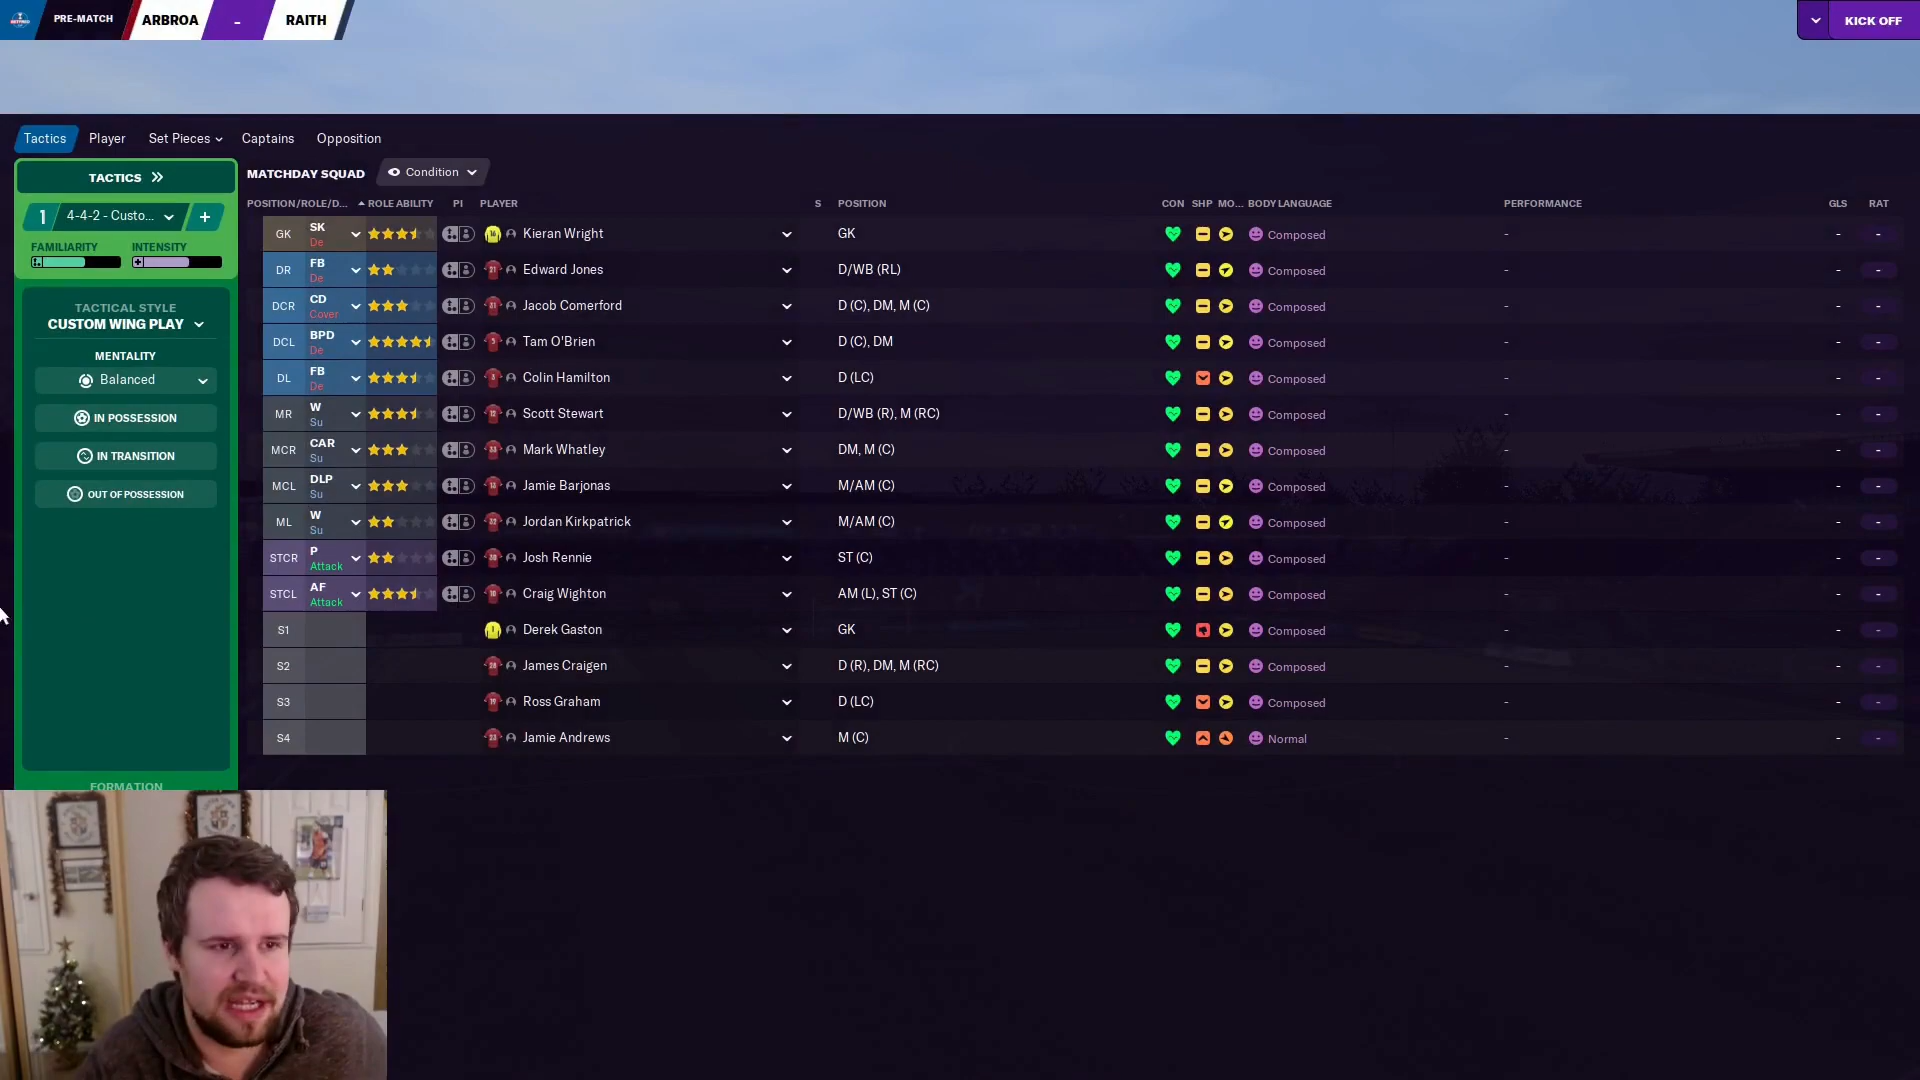 PRE-MATCH ARBROA - RAITH KICK OFF
Tactics Player Set Pieces Captains Opposition
TACTICS
1 4-4-2 - Custo... +
FAMILIARITY INTENSITY
TACTICAL STYLE
CUSTOM WING PLAY
MENTALITY
Balanced
IN POSSESSION
IN TRANSITION
OUT OF POSSESSION
FORMATION
MATCHDAY SQUAD Condition
POSITION/ROLE/D... ROLE ABILITY PI PLAYER S POSITION CON SHP MO... BODY LANGUAGE PERFORMANCE GLS RAT
GK SK De Kieran Wright GK Composed - - -
DR FB De Edward Jones D/WB (RL) Composed - - -
DCR CD Cover Jacob Comerford D (C), DM, M (C) Composed - - -
DCL BPD De Tam O'Brien D (C), DM Composed - - -
DL FB De Colin Hamilton D (LC) Composed - - -
MR W Su Scott Stewart D/WB (R), M (RC) Composed - - -
MCR CAR Su Mark Whatley DM, M (C) Composed - - -
MCL DLP Su Jamie Barjonas M/AM (C) Composed - - -
ML W Su Jordan Kirkpatrick M/AM (C) Composed - - -
STCR P Attack Josh Rennie ST (C) Composed - - -
STCL AF Attack Craig Wighton AM (L), ST (C) Composed - - -
S1 Derek Gaston GK Composed - - -
S2 James Craigen D (R), DM, M (RC) Composed - - -
S3 Ross Graham D (LC) Composed - - -
S4 Jamie Andrews M (C) Normal - - -